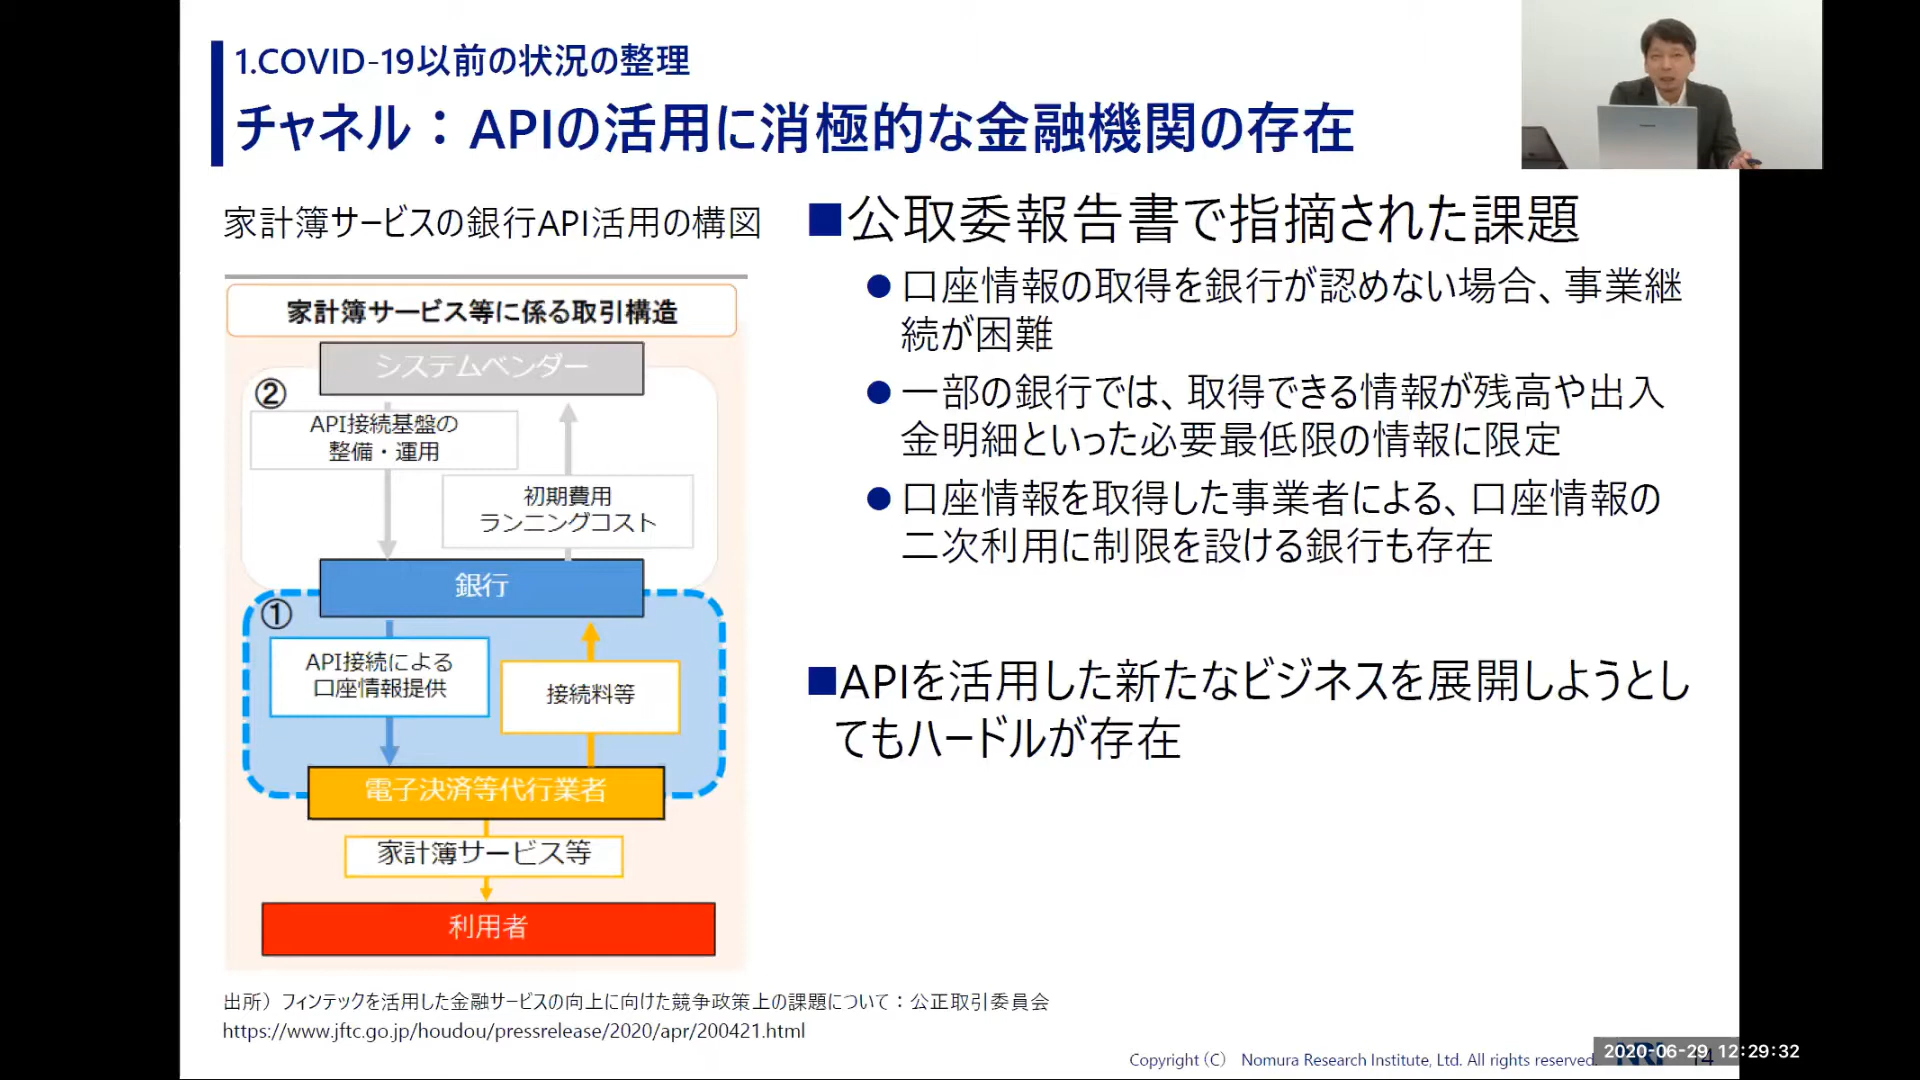 1.COVID-19以前の状況の整理
チャネル：APIの活用に消極的な金融機関の存在
家計簿サービスの銀行API活用の構図
家計簿サービス等に係る取引構造
システムベンダー
②
API接続基盤の
整備・運用
初期費用
ランニングコスト
銀行
①
API接続による
口座情報提供
接続料等
電子決済等代行業者
家計簿サービス等
利用者
■公取委報告書で指摘された課題
●口座情報の取得を銀行が認めない場合、事業継
続が困難
●一部の銀行では、取得できる情報が残高や出入
金明細といった必要最低限の情報に限定
●口座情報を取得した事業者による、口座情報の
二次利用に制限を設ける銀行も存在
■APIを活用した新たなビジネスを展開しようとし
てもハードルが存在
出所）フィンテックを活用した金融サービスの向上に向けた競争政策上の課題について：公正取引委員会
https://www.jftc.go.jp/houdou/pressrelease/2020/apr/200421.html
Copyright（C） Nomura Research Institute, Ltd. All rights reserved.
NRI
14
2020-06-29 12:29:32